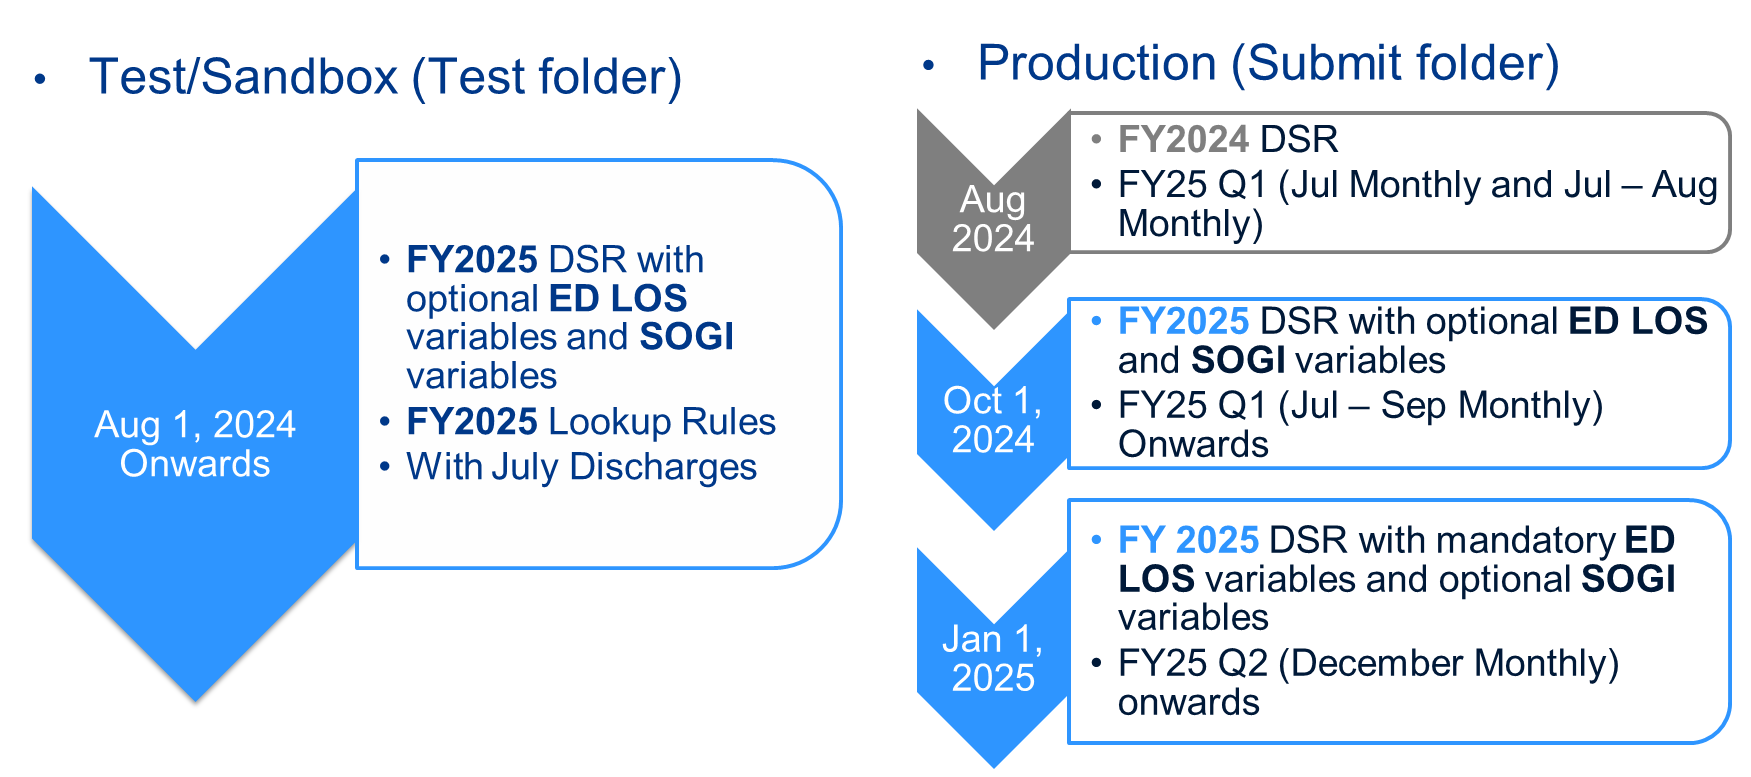 • Test/Sandbox (Test folder)
Aug 1, 2024
Onwards
• FY2025 DSR with
optional ED LOS
variables and SOGI
variables
• FY2025 Lookup Rules
• With July Discharges
• Production (Submit folder)
Aug
2024
• FY2024 DSR
• FY25 Q1 (Jul Monthly and Jul – Aug
Monthly)
Oct 1,
2024
• FY2025 DSR with optional ED LOS
and SOGI variables
• FY25 Q1 (Jul – Sep Monthly)
Onwards
Jan 1,
2025
• FY 2025 DSR with mandatory ED
LOS variables and optional SOGI
variables
• FY25 Q2 (December Monthly)
onwards